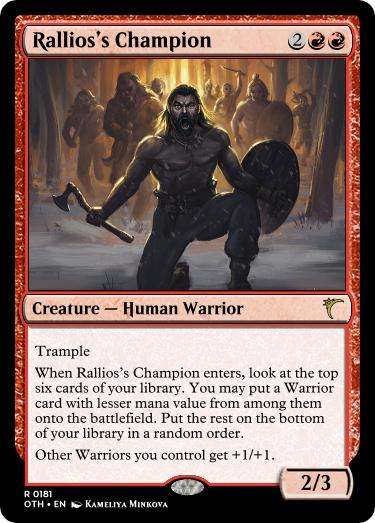 Rallios's Champion 2
Creature — Human Warrior
Trample
When Rallios's Champion enters, look at the top
six cards of your library. You may put a Warrior
card with lesser mana value from among them
onto the battlefield. Put the rest on the bottom
of your library in a random order.
Other Warriors you control get +1/+1.
2/3
R 0181
OTH • EN Kameliya Minkova